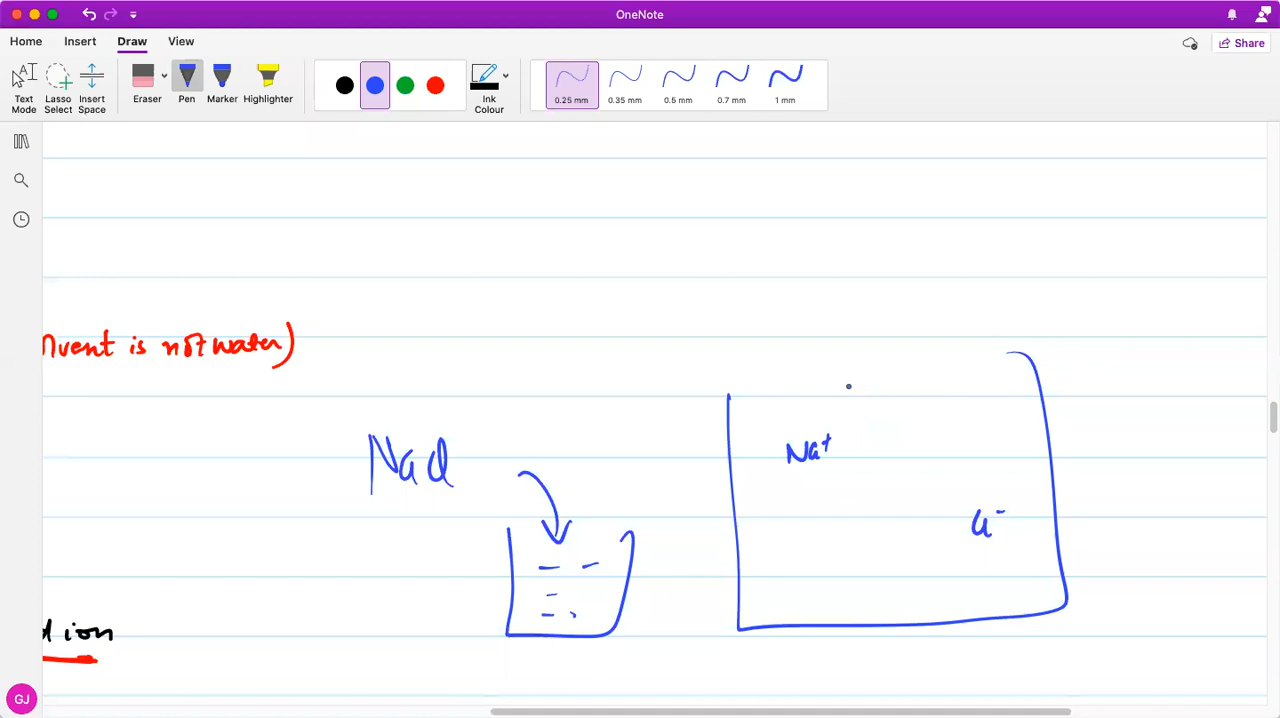 OneNote
Home Insert Draw View
Share
Text Mode
Lasso Select
Insert Space
Eraser
Pen
Marker
Highlighter
Ink Colour
0.25 mm
0.35 mm
0.5 mm
0.7 mm
1 mm
vent is not water)
NaCl
Na⁺
Cl⁻
d ion
GJ